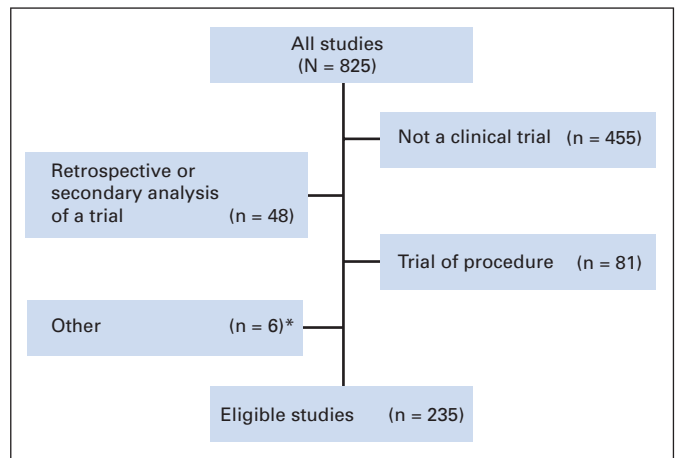 All studies
(N = 825)
Not a clinical trial (n = 455)
Retrospective or
secondary analysis
of a trial (n = 48)
Trial of procedure (n = 81)
Other (n = 6)*
Eligible studies (n = 235)